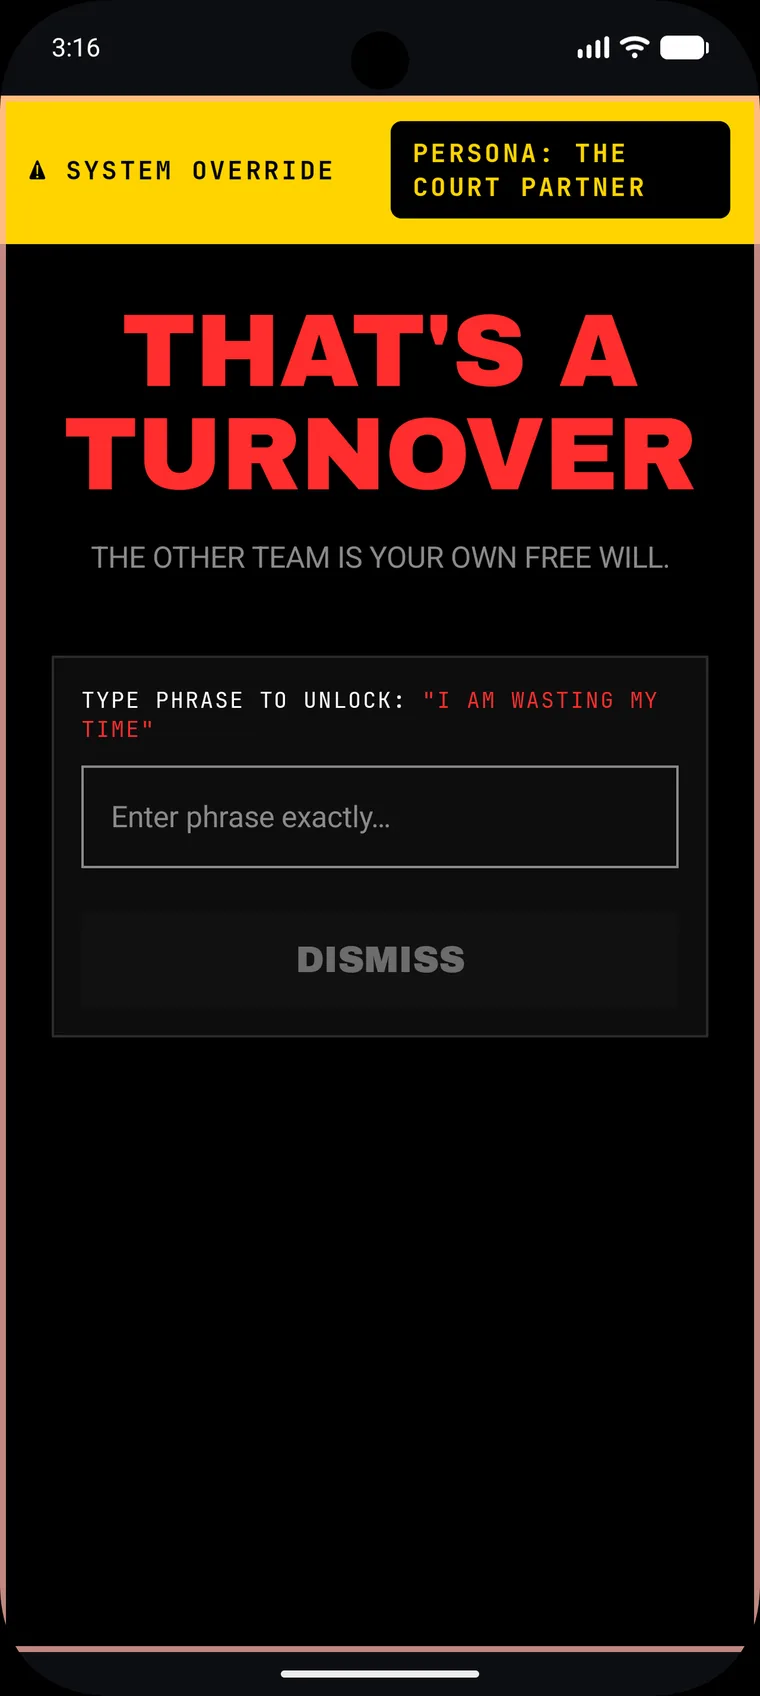 3:16
⚠ SYSTEM OVERRIDE
PERSONA: THE
COURT PARTNER
THAT'S A
TURNOVER
THE OTHER TEAM IS YOUR OWN FREE WILL.
TYPE PHRASE TO UNLOCK: "I AM WASTING MY
TIME"
Enter phrase exactly...
DISMISS